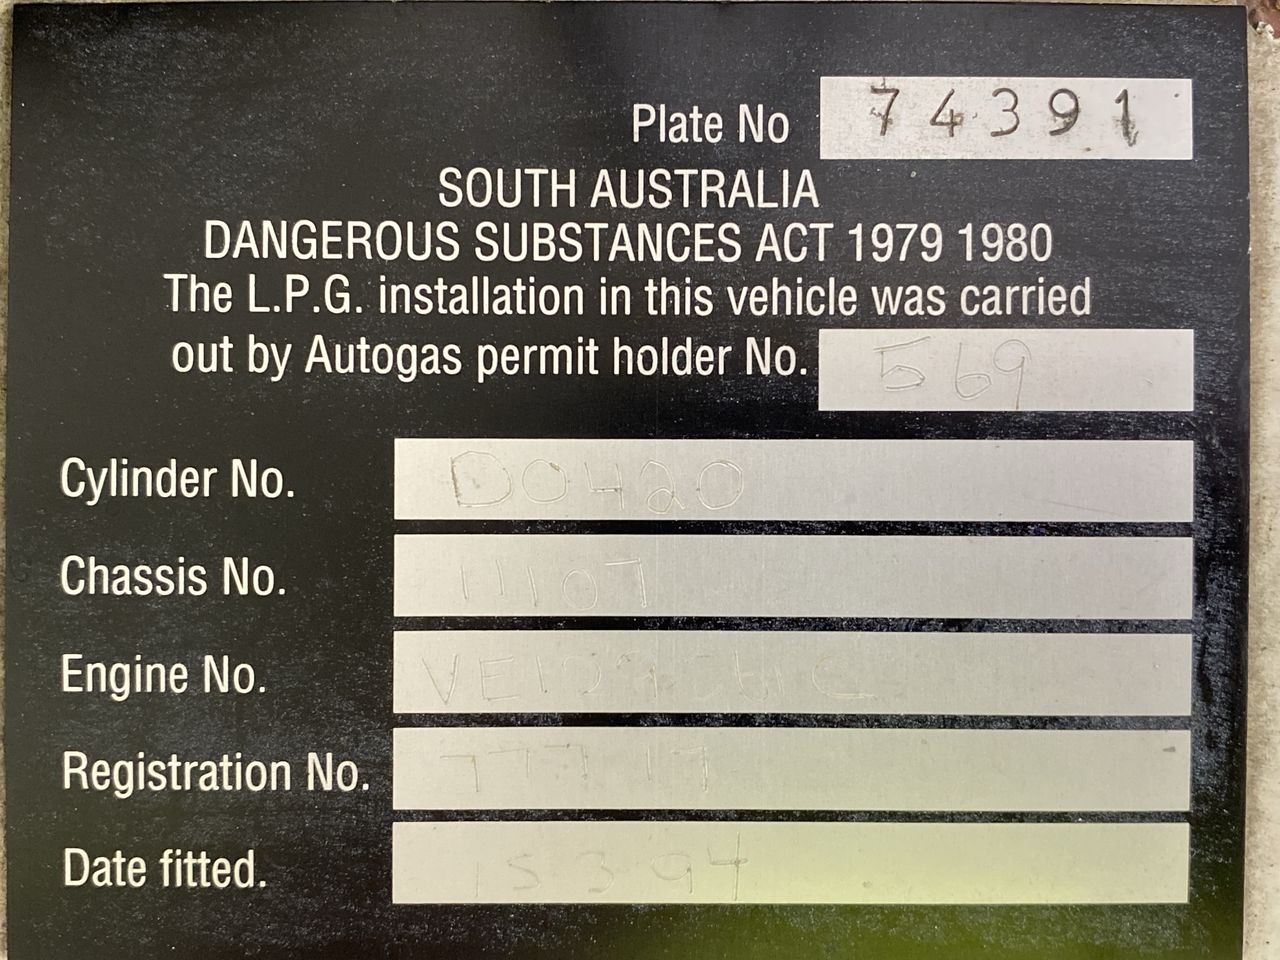 Plate No 74391
SOUTH AUSTRALIA
DANGEROUS SUBSTANCES ACT 1979 1980
The L.P.G. installation in this vehicle was carried
out by Autogas permit holder No. 569
Cylinder No. D0420
Chassis No. 11107
Engine No.
Registration No. 77717
Date fitted. 15 3 94